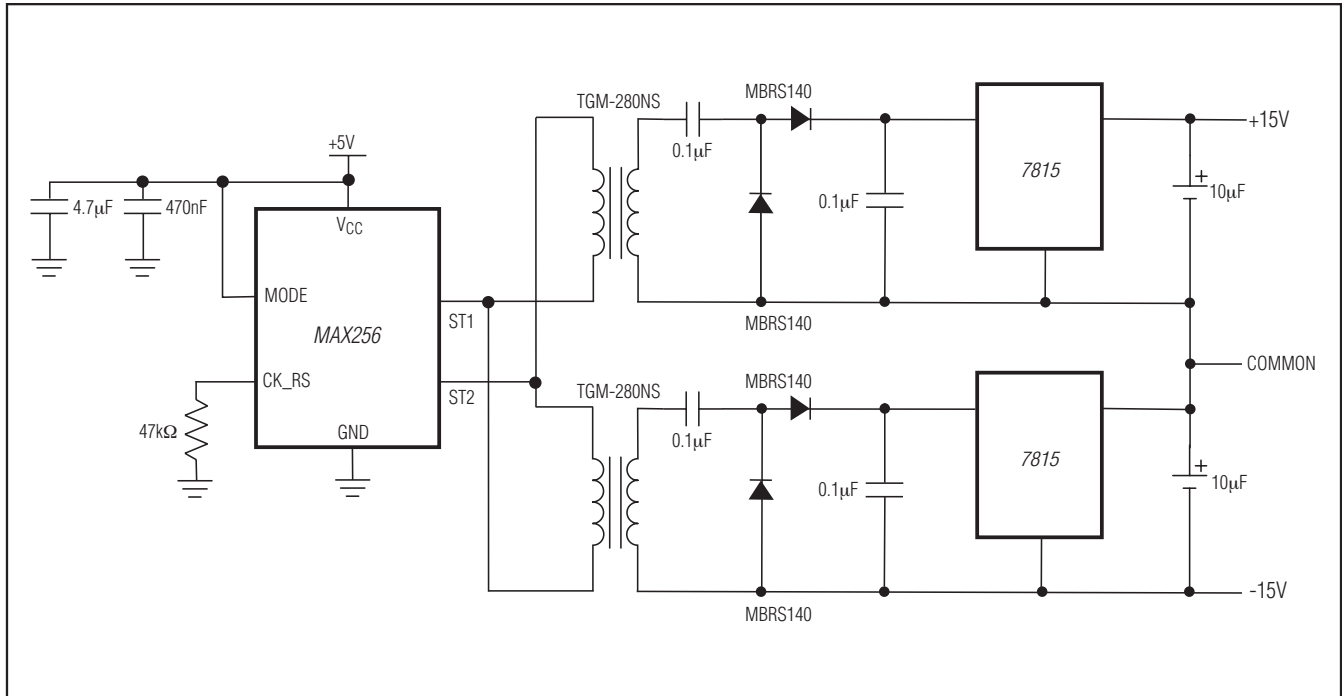 +5V
4.7μF
470nF
VCC
MODE
MAX256
CK_RS
GND
47kΩ
ST1
ST2
TGM-280NS
0.1μF
MBRS140
MBRS140
0.1μF
7815
+
10μF
+15V
COMMON
TGM-280NS
0.1μF
MBRS140
MBRS140
0.1μF
7815
+
10μF
-15V